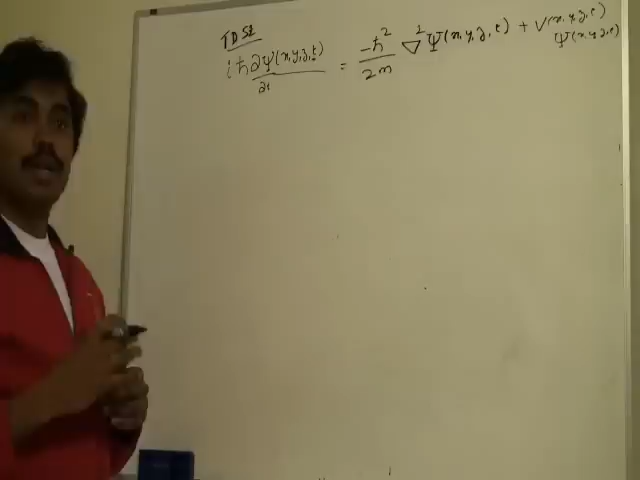 TDSE
iħ ∂Ψ(x,y,z,t)/∂t = -ħ²/2m ∇²Ψ(x,y,z,t) + V(x,y,z,t) Ψ(x,y,z,t)